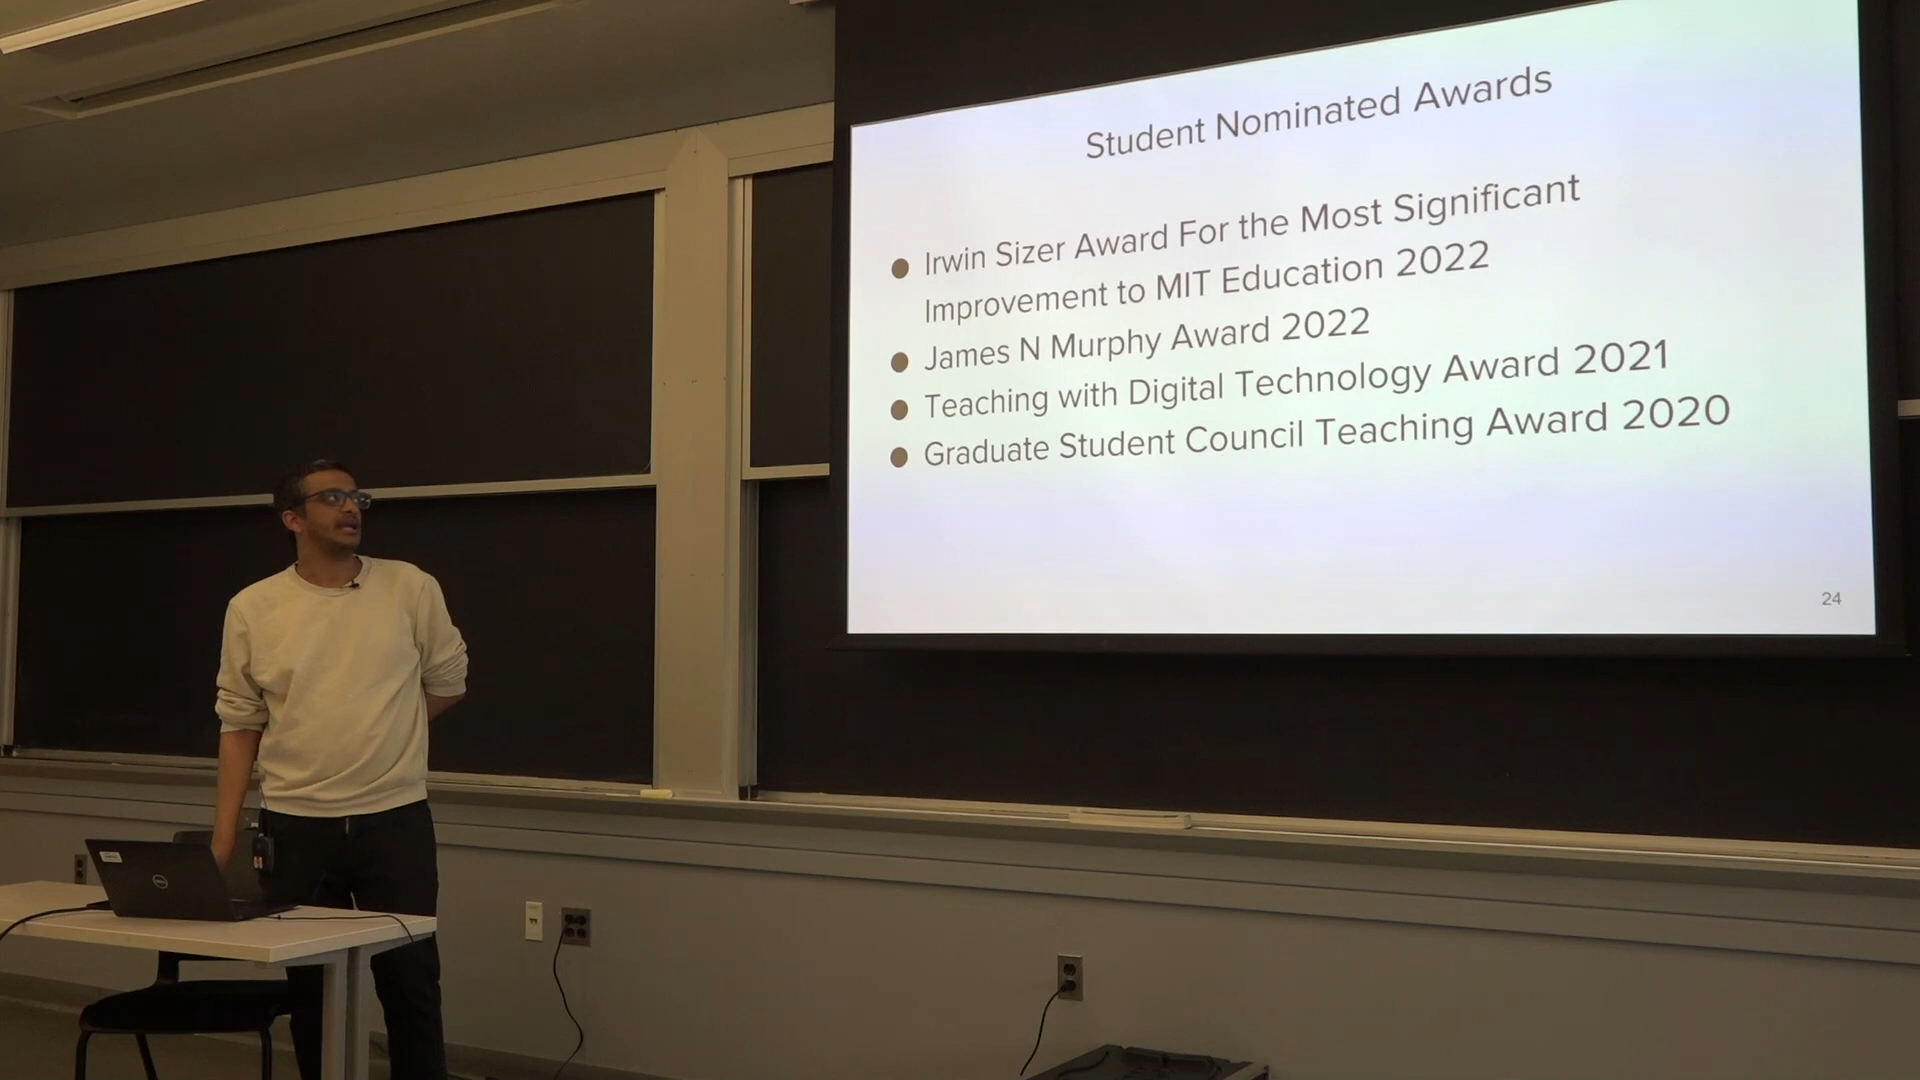 Student Nominated Awards
● Irwin Sizer Award For the Most Significant
Improvement to MIT Education 2022
● James N Murphy Award 2022
● Teaching with Digital Technology Award 2021
● Graduate Student Council Teaching Award 2020
24
DELL